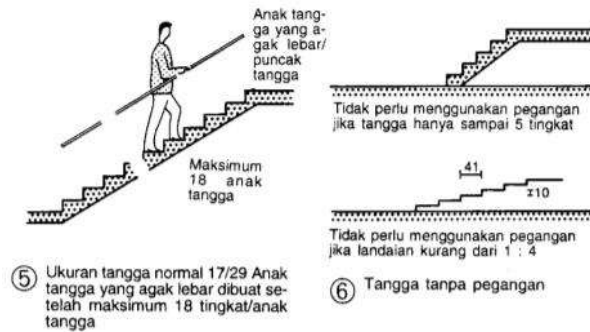 Anak tang-
ga yang a-
gak lebar/
puncak
tangga
Maksimum
18 anak
tangga
⑤ Ukuran tangga normal 17/29 Anak
tangga yang agak lebar dibuat se-
telah maksimum 18 tingkat/anak
tangga
Tidak perlu menggunakan pegangan
jika tangga hanya sampai 5 tingkat
41
10
Tidak perlu menggunakan pegangan
jika landaian kurang dari 1 : 4
⑥ Tangga tanpa pegangan